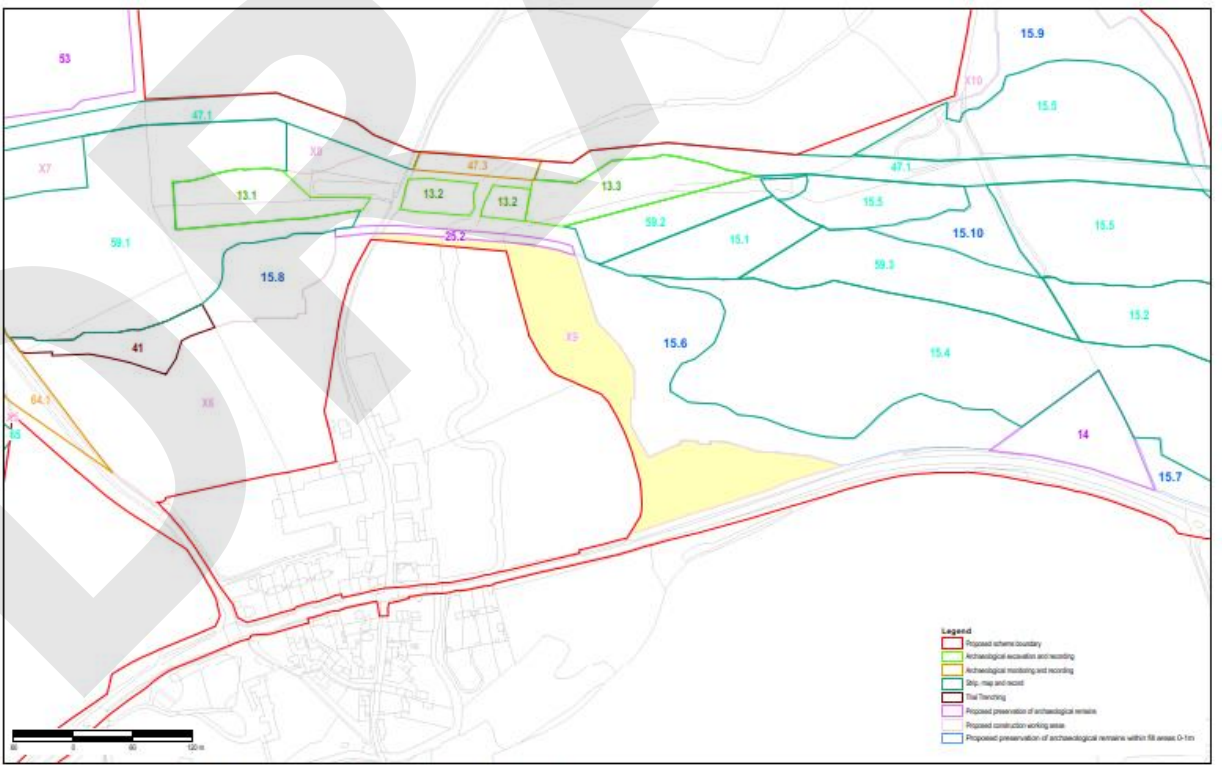 15.9
53
X10
15.5
47.1
X8
47.3
X7
47.1
13.1
13.2
13.2
13.3
15.5
59.2
15.10
15.5
25.2
15.1
59.1
59.3
15.8
15.2
X9
15.6
41
15.4
64.1
X6
14
65
15.7
Legend
Proposed scheme boundary
Archaeological excavation and recording
Archaeological monitoring and recording
Strip, map and record
Trial Trenching
Proposed preservation of archaeological remains
Proposed construction working areas
Proposed preservation of archaeological remains within fill areas 0-1m
60 0 60 120 m